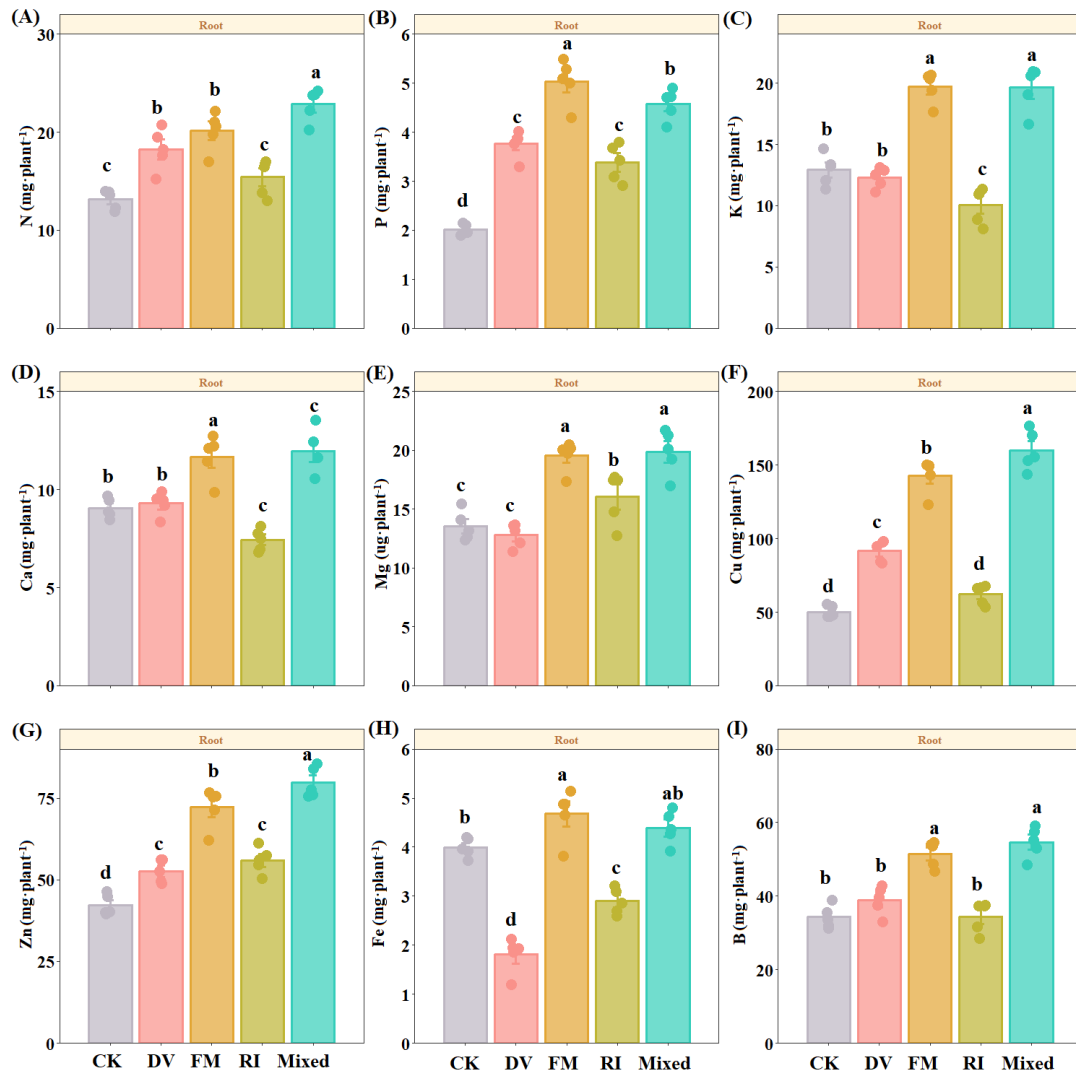 (A)
Root
N (mg·plant⁻¹)
30
20
10
0
c
b
b
c
a
(B)
Root
P (mg·plant⁻¹)
6
5
4
3
2
1
0
d
c
a
c
b
(C)
Root
K (mg·plant⁻¹)
20
15
10
5
0
b
b
a
c
a
(D)
Root
Ca (ug·plant⁻¹)
15
10
5
0
b
b
a
c
c
(E)
Root
Mg (ug·plant⁻¹)
25
20
15
10
5
0
c
c
a
b
a
(F)
Root
Cu (mg·plant⁻¹)
200
150
100
50
0
d
c
b
d
a
(G)
Root
Zn (mg·plant⁻¹)
75
50
25
0
d
c
b
c
a
CK DV FM RI Mixed
(H)
Root
Fe (mg·plant⁻¹)
6
5
4
3
2
1
0
b
d
a
c
ab
CK DV FM RI Mixed
(I)
Root
B (mg·plant⁻¹)
80
60
40
20
0
b
b
a
b
a
CK DV FM RI Mixed